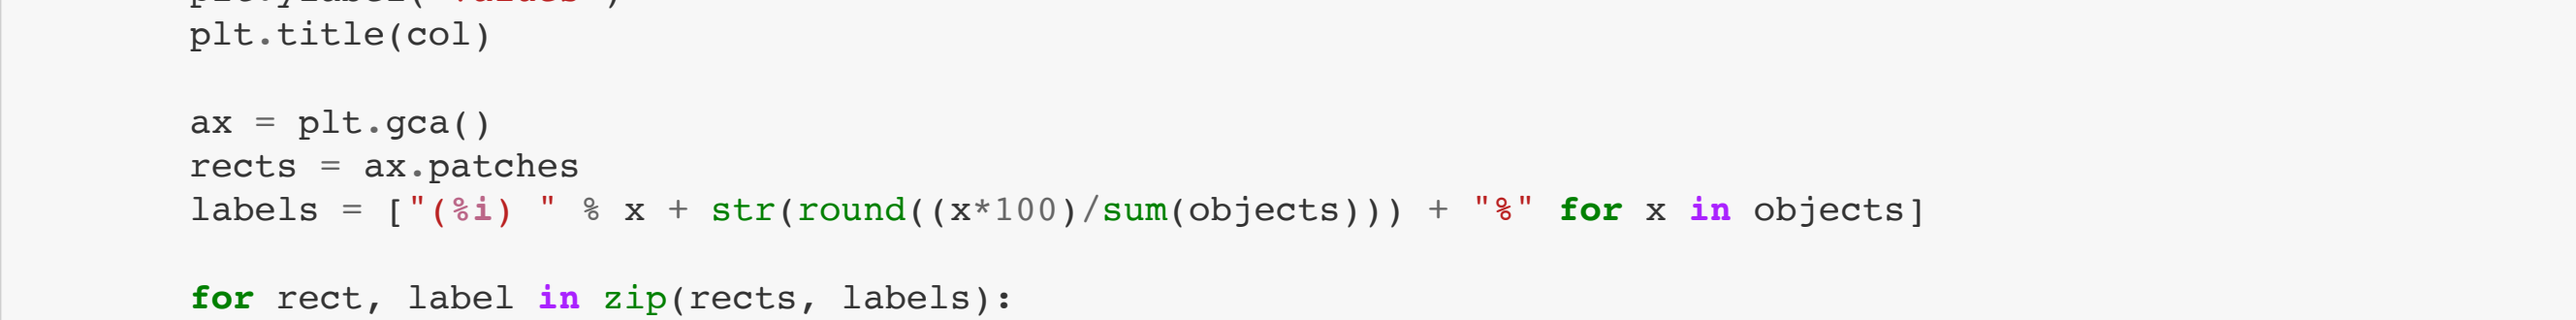 plt.title(col)
ax = plt.gca()
rects = ax.patches
labels = ["(%i) " % x + str(round((x*100)/sum(objects))) + "%" for x in objects]
for rect, label in zip(rects, labels):